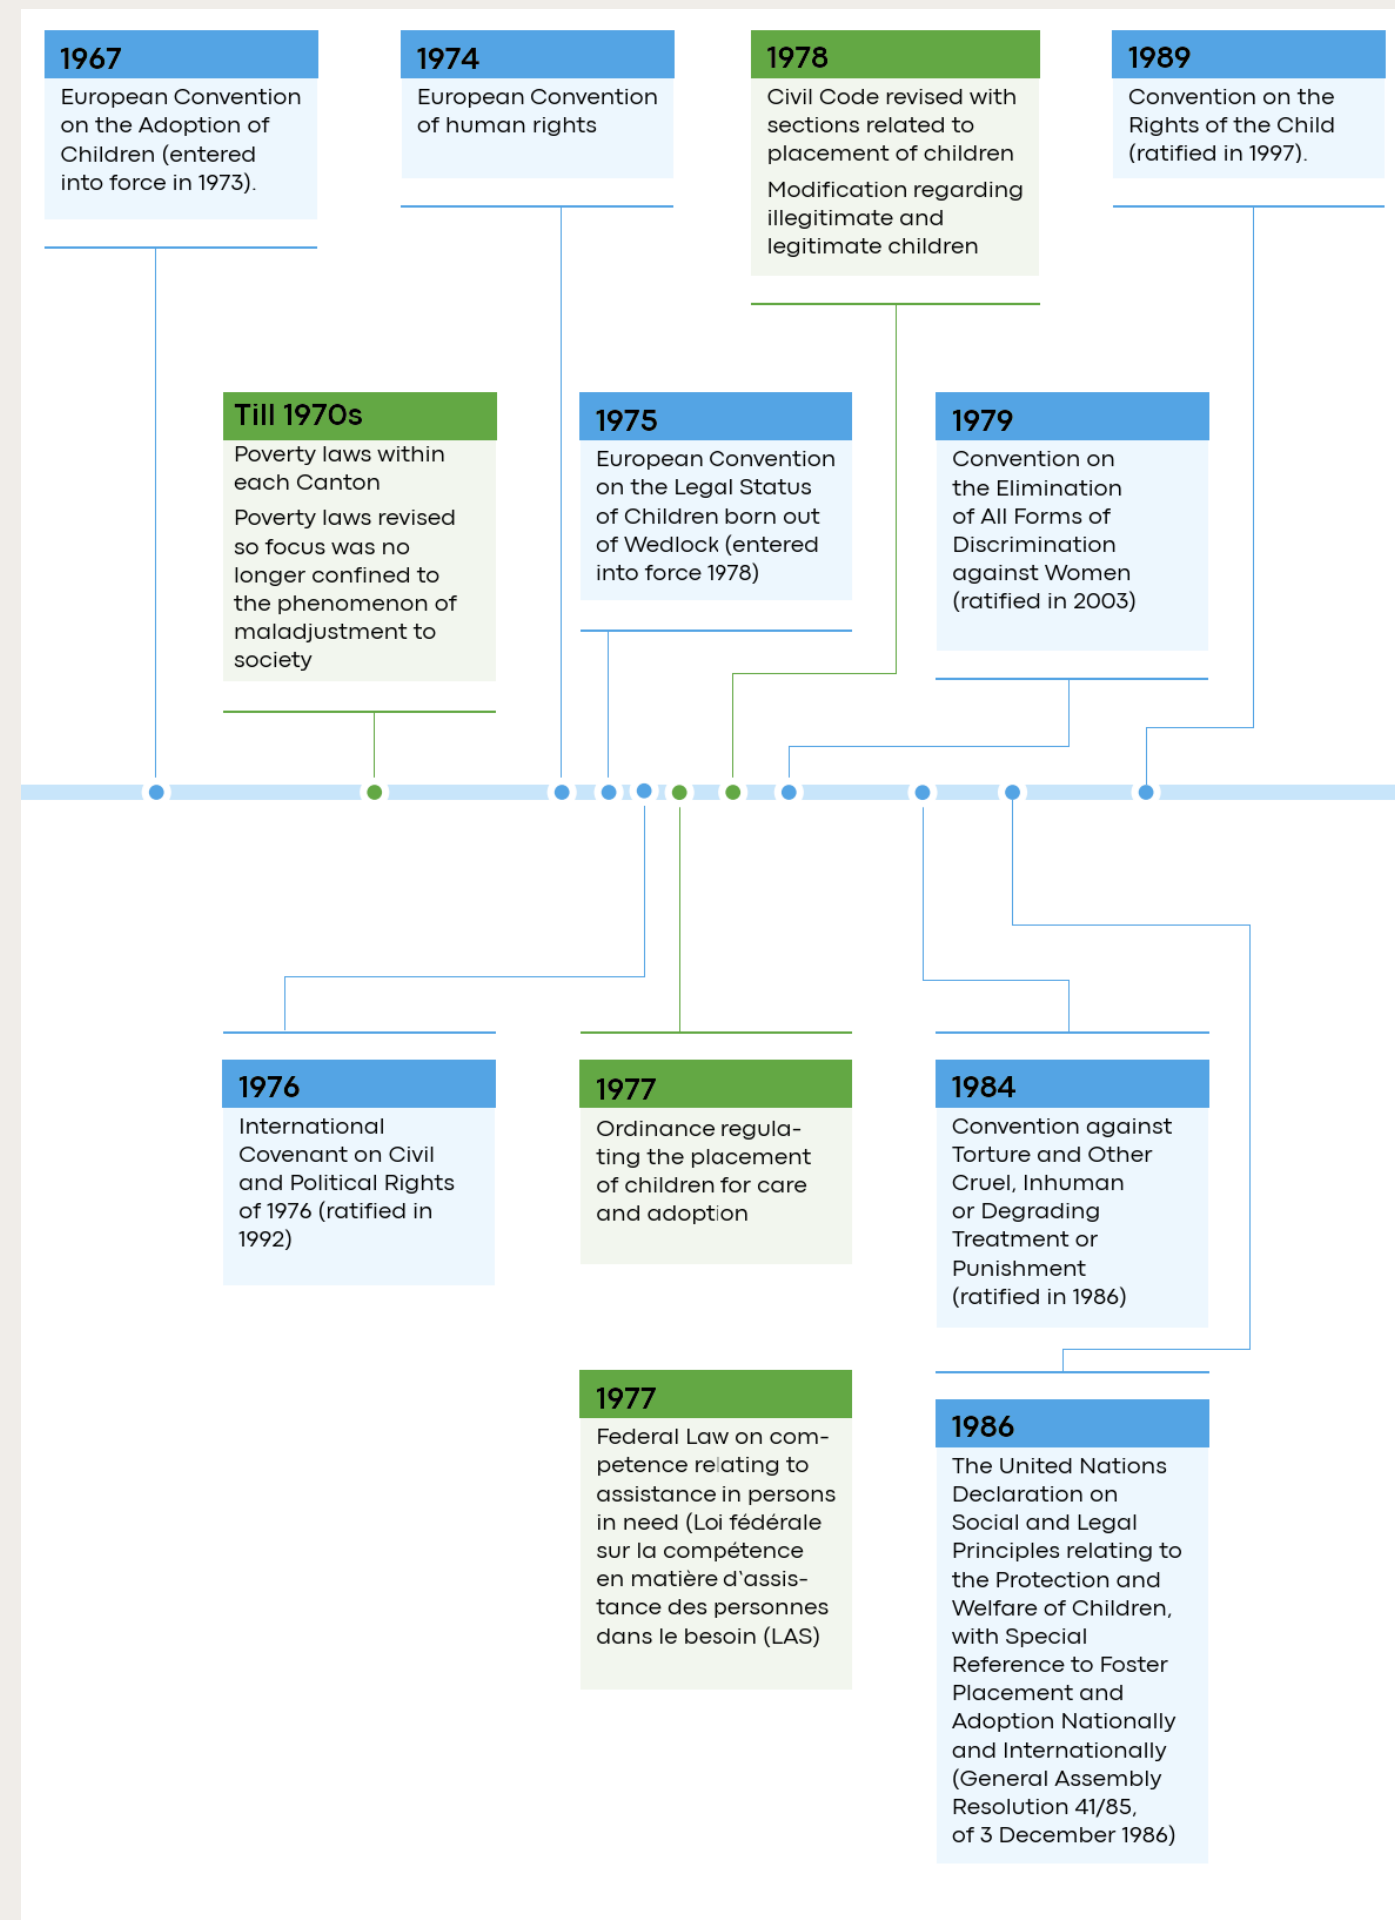 1967
European Convention
on the Adoption of
Children (entered
into force in 1973).
1974
European Convention
of human rights
1978
Civil Code revised with
sections related to
placement of children
Modification regarding
illegitimate and
legitimate children
1989
Convention on the
Rights of the Child
(ratified in 1997).
Till 1970s
Poverty laws within
each Canton
Poverty laws revised
so focus was no
longer confined to
the phenomenon of
maladjustment to
society
1975
European Convention
on the Legal Status
of Children born out
of Wedlock (entered
into force 1978)
1979
Convention on
the Elimination
of All Forms of
Discrimination
against Women
(ratified in 2003)
1976
International
Covenant on Civil
and Political Rights
of 1976 (ratified in
1992)
1977
Ordinance regula-
ting the placement
of children for care
and adoption
1984
Convention against
Torture and Other
Cruel, Inhuman
or Degrading
Treatment or
Punishment
(ratified in 1986)
1977
Federal Law on com-
petence relating to
assistance in persons
in need (Loi fédérale
sur la compétence
en matière d'assis-
tance des personnes
dans le besoin (LAS)
1986
The United Nations
Declaration on
Social and Legal
Principles relating to
the Protection and
Welfare of Children,
with Special
Reference to Foster
Placement and
Adoption Nationally
and Internationally
(General Assembly
Resolution 41/85,
of 3 December 1986)